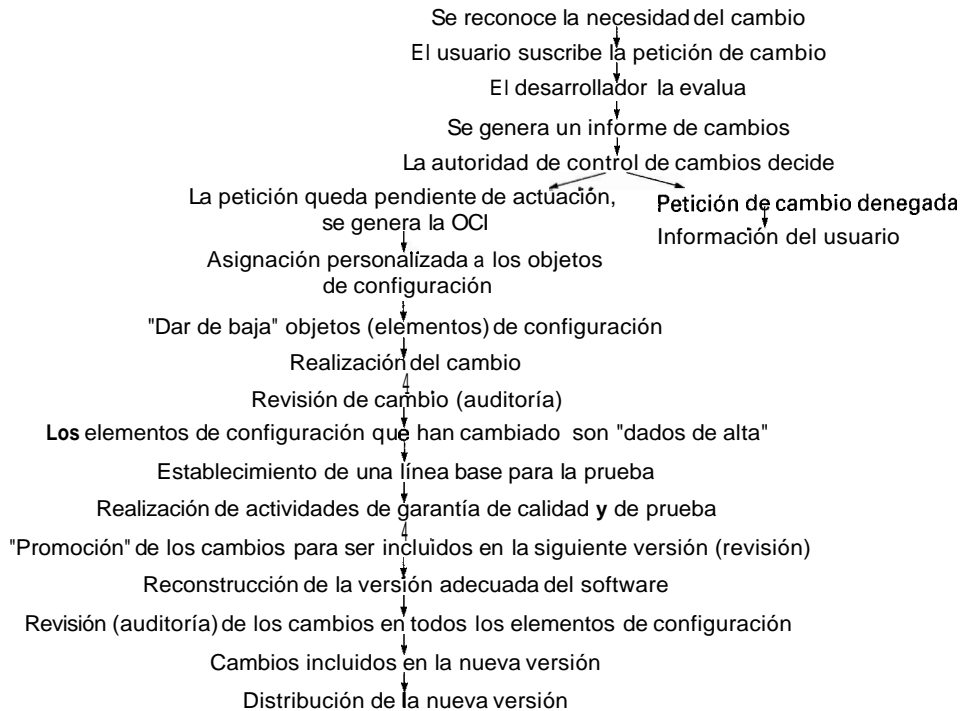 Se reconoce la necesidad del cambio
El usuario suscribe la petición de cambio
El desarrollador la evalua
Se genera un informe de cambios
La autoridad de control de cambios decide
La petición queda pendiente de actuación,
se genera la OCI
Petición de cambio denegada
Información del usuario
Asignación personalizada a los objetos
de configuración
"Dar de baja" objetos (elementos) de configuración
Realización del cambio
Revisión de cambio (auditoría)
Los elementos de configuración que han cambiado son "dados de alta"
Establecimiento de una línea base para la prueba
Realización de actividades de garantía de calidad y de prueba
"Promoción" de los cambios para ser incluidos en la siguiente versión (revisión)
Reconstrucción de la versión adecuada del software
Revisión (auditoría) de los cambios en todos los elementos de configuración
Cambios incluidos en la nueva versión
Distribución de la nueva versión